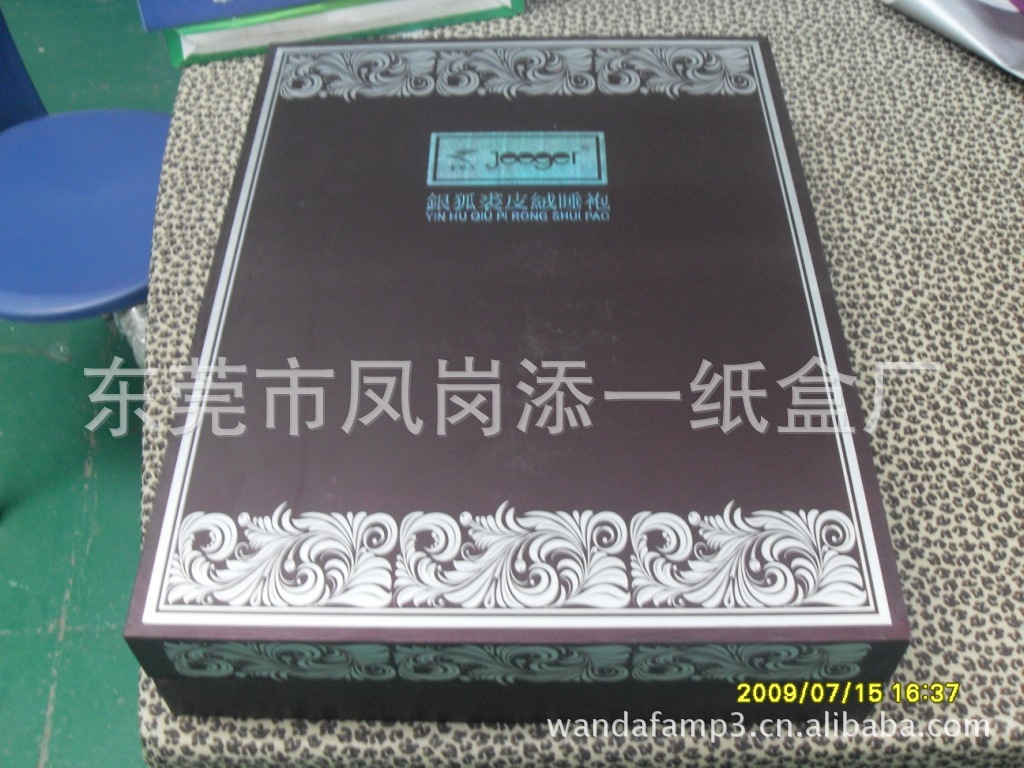 Jeeger®
銀狐裘皮絨睡袍
YIN HU QIU PI RONG SHUI PAO
东莞市凤岗添一纸盒厂
2009/07/15 16:37
wandafamp3.cn.alibaba.com